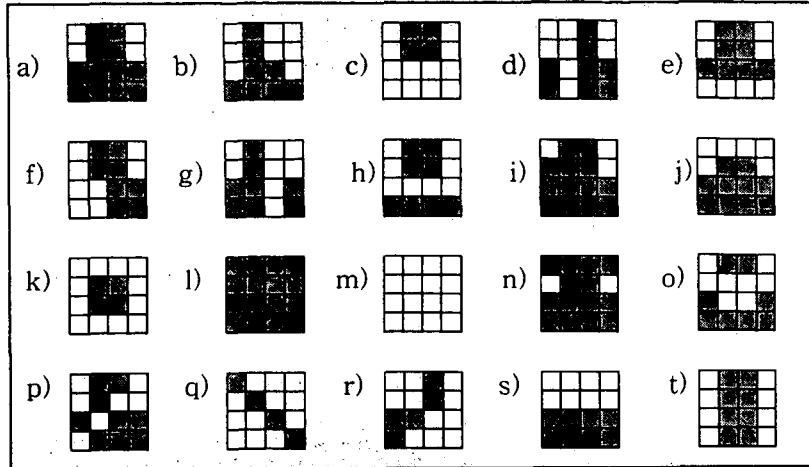 a) b) c) d) e)
f) g) h) i) j)
k) l) m) n) o)
p) q) r) s) t)